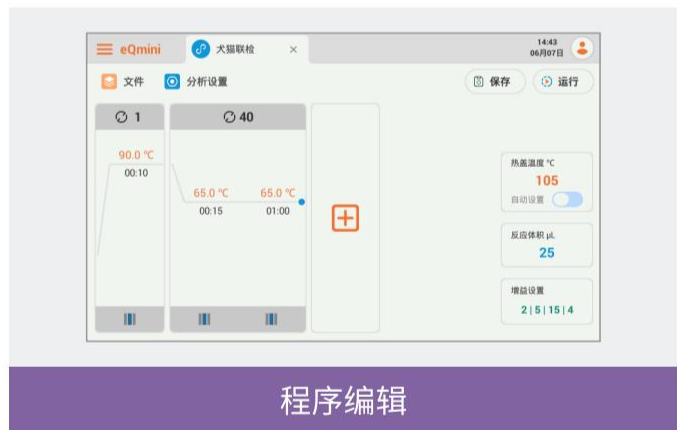 eQmini
犬猫联检
×
14:43
06月07日
文件
分析设置
保存
运行
1
40
90.0 ℃
00:10
65.0 ℃
65.0 ℃
00:15
01:00
热盖温度 ℃
105
自动设置
反应体积 μL
25
增益设置
2 | 5 | 15 | 4
程序编辑